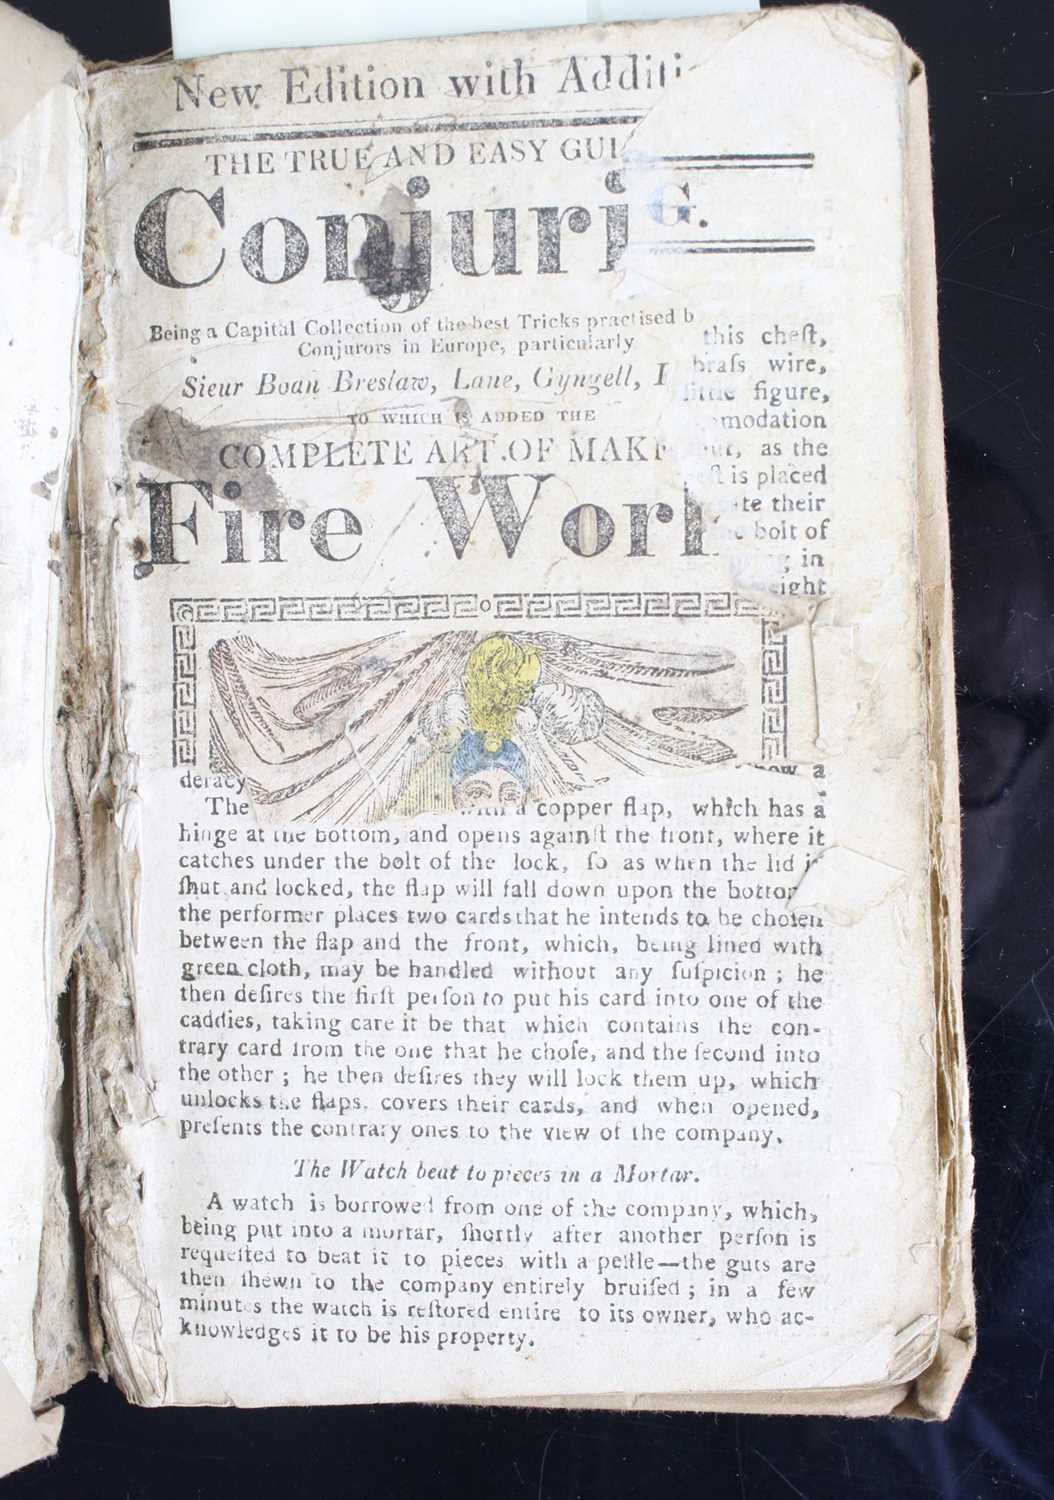 New Edition with Additi
THE TRUE AND EASY GUI
Conjuri
G.
Being a Capital Collection of the best Tricks practised b
Conjurors in Europe, particularly
Sieur Boan Breslaw, Lane, Gyngell,
TO WHICH IS ADDED THE
COMPLETE ART OF MAKI
Fire Work
this cheſt,
braſs wire,
little figure,
modation
as the
is placed
their
bolt of
in
eight
a
deracy
The with a copper flap, which has a
hinge at the bottom, and opens againſt the front, where it
catches under the bolt of the lock, ſo as when the lid
ſhut and locked, the flap will fall down upon the bottom
the performer places two cards that he intends to be choſen
between the flap and the front, which, being lined with
green cloth, may be handled without any ſuſpicion; he
then deſires the firſt perſon to put his card into one of the
caddies, taking care it be that which contains the con-
trary card from the one that he choſe, and the ſecond into
the other; he then deſires they will lock them up, which
unlocks the flaps, covers their cards, and when opened,
preſents the contrary ones to the view of the company.
The Watch beat to pieces in a Mortar.
A watch is borrowed from one of the company, which,
being put into a mortar, ſhortly after another perſon is
requeſted to beat it to pieces with a peſtle—the guts are
then ſhewn to the company entirely bruiſed; in a few
minutes the watch is reſtored entire to its owner, who ac-
knowledges it to be his property.